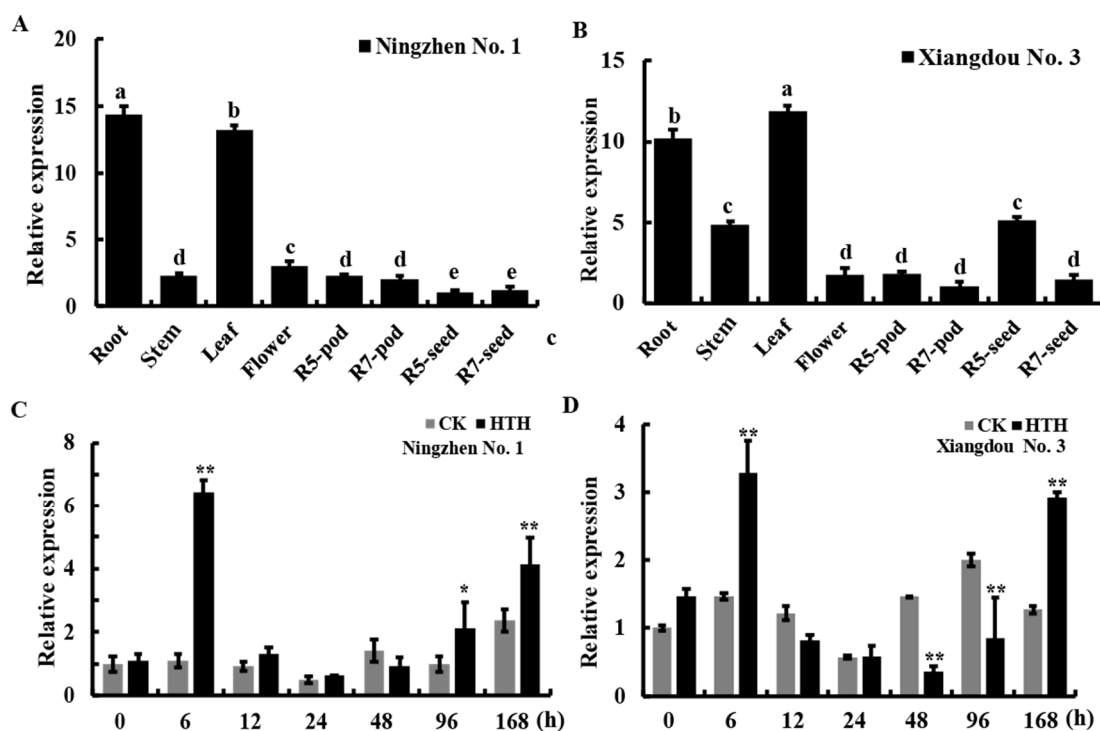 A
Ningzhen No. 1
Relative expression
20
15
10
5
0
a
d
b
c
d
d
e
e
Root
Stem
Leaf
Flower
R5-pod
R7-pod
R5-seed
R7-seed
c
B
Xiangdou No. 3
Relative expression
15
10
5
0
b
c
a
d
d
d
c
d
Root
Stem
Leaf
Flower
R5-pod
R7-pod
R5-seed
R7-seed
C
CK HTH
Ningzhen No. 1
Relative expression
8
6
4
2
0
**
*
**
0 6 12 24 48 96 168 (h)
D
CK HTH
Xiangdou No. 3
Relative expression
4
3
2
1
0
**
**
**
**
0 6 12 24 48 96 168 (h)